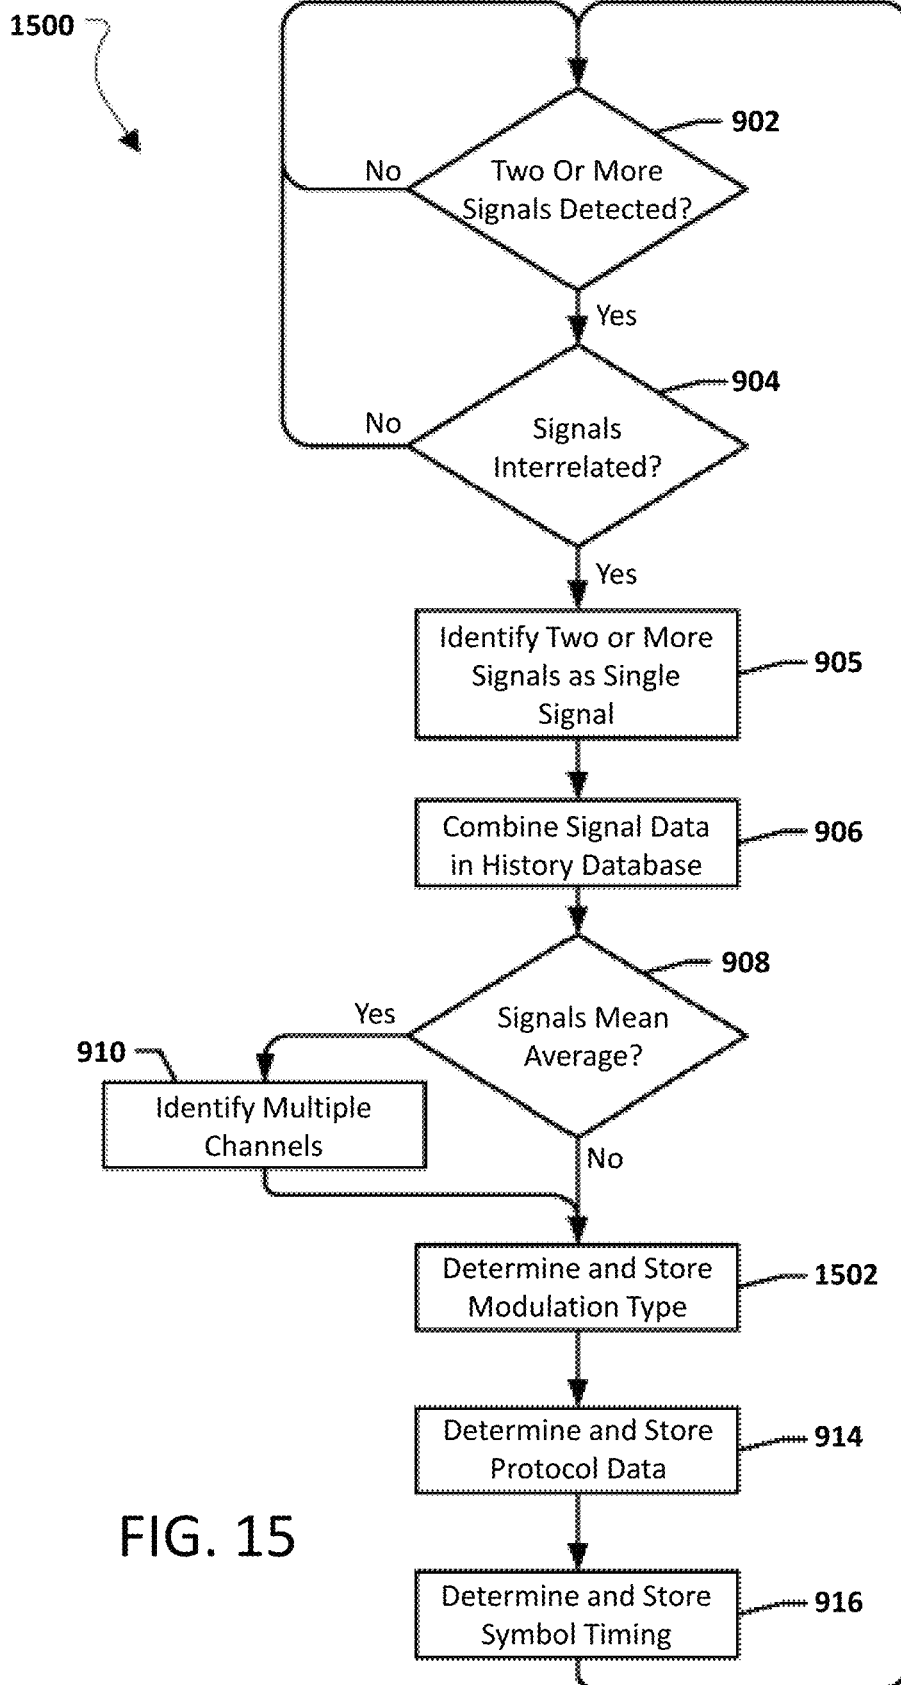 1500
902
No
Two Or More
Signals Detected?
Yes
904
No
Signals
Interrelated?
Yes
Identify Two or More
Signals as Single
Signal
905
Combine Signal Data
in History Database
906
908
Yes
Signals Mean
Average?
910
Identify Multiple
Channels
No
Determine and Store
Modulation Type
1502
Determine and Store
Protocol Data
914
FIG. 15
Determine and Store
Symbol Timing
916